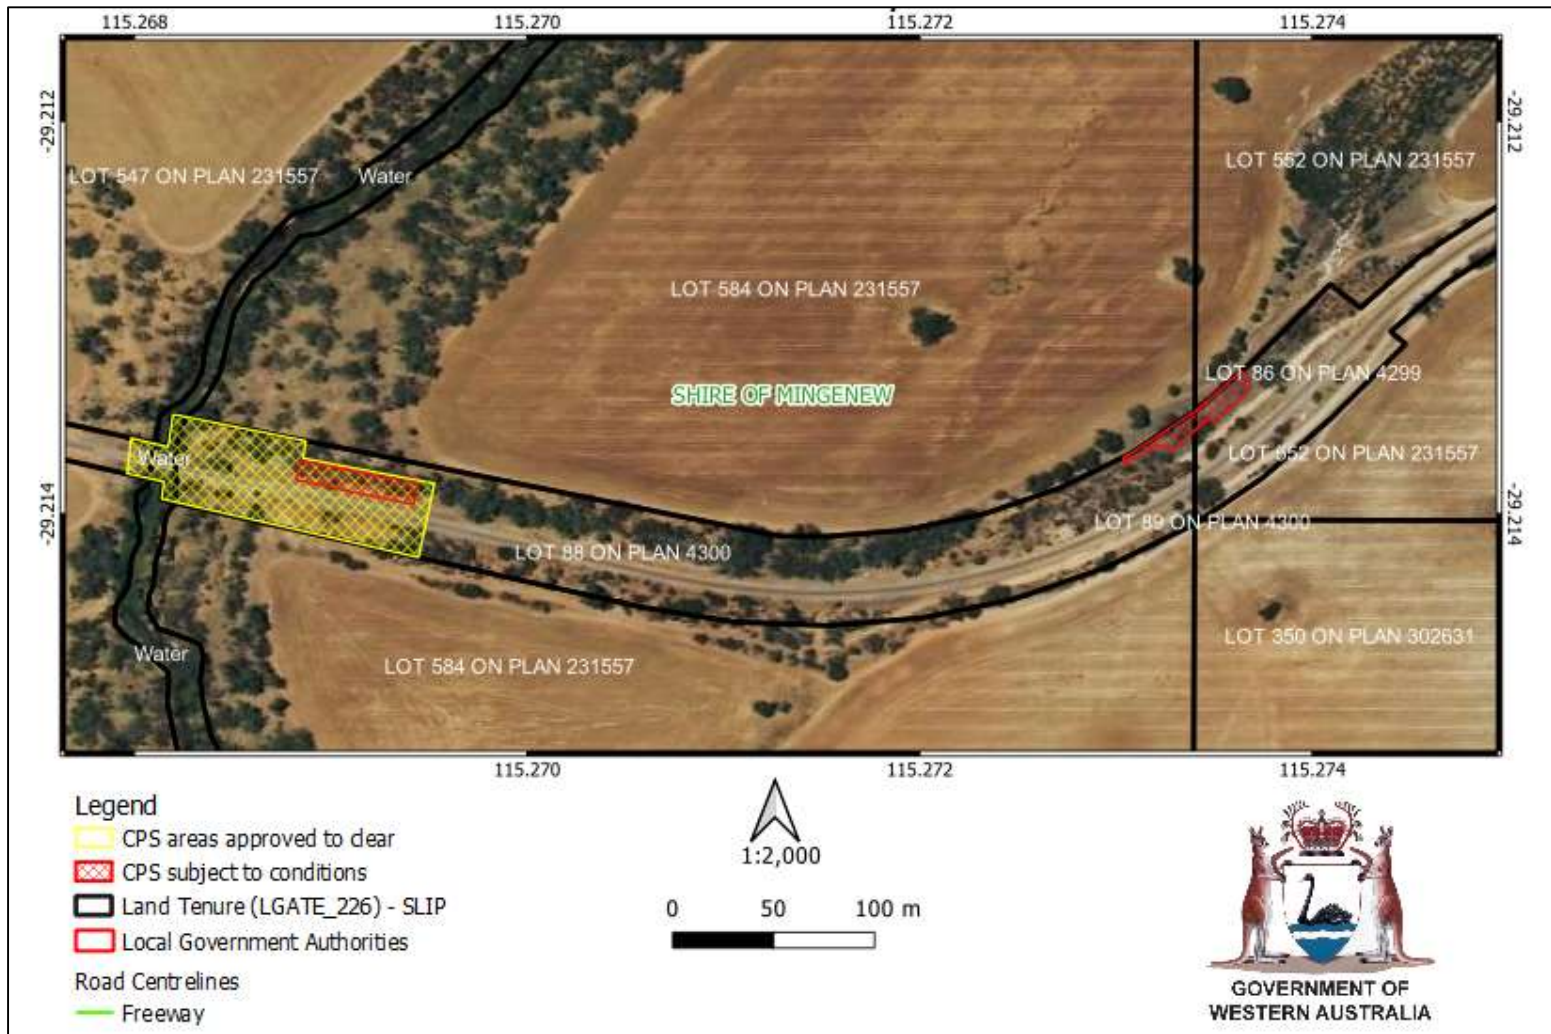 115.268 115.270 115.272 115.274
-29.212
-29.212
LOT 552 ON PLAN 231557
LOT 547 ON PLAN 231557
Water
LOT 584 ON PLAN 231557
LOT 86 ON PLAN 4299
SHIRE OF MINGENEW
Water
LOT 552 ON PLAN 231557
-29.214
-29.214
LOT 89 ON PLAN 4300
LOT 88 ON PLAN 4300
LOT 350 ON PLAN 302631
Water
LOT 584 ON PLAN 231557
115.270 115.272 115.274
Legend
CPS areas approved to clear
CPS subject to conditions
Land Tenure (LGATE_226) - SLIP
Local Government Authorities
Road Centrelines
Freeway
1:2,000
0 50 100 m
GOVERNMENT OF
WESTERN AUSTRALIA